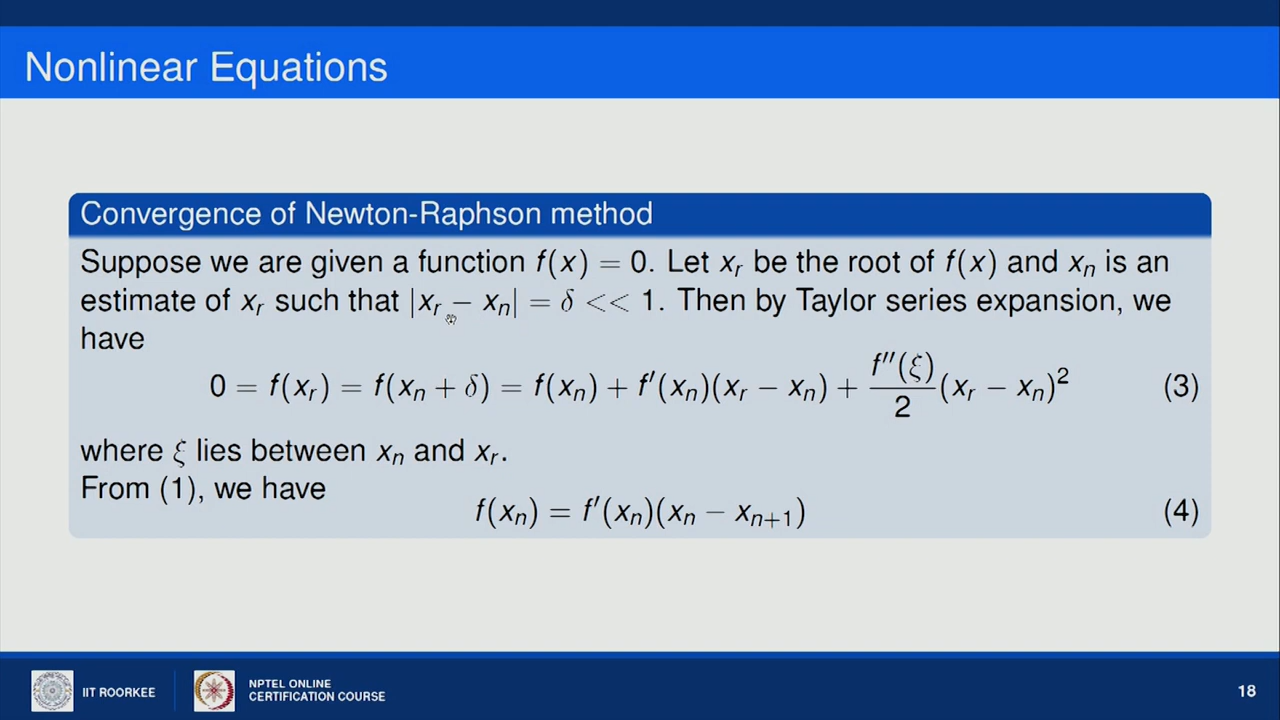 Nonlinear Equations
Convergence of Newton-Raphson method
Suppose we are given a function f(x) = 0. Let x_r be the root of f(x) and x_n is an
estimate of x_r such that |x_r − x_n| = δ << 1. Then by Taylor series expansion, we
have
0 = f(x_r) = f(x_n + δ) = f(x_n) + f′(x_n)(x_r − x_n) + f″(ξ)/2 (x_r − x_n)² (3)
where ξ lies between x_n and x_r.
From (1), we have
f(x_n) = f′(x_n)(x_n − x_{n+1}) (4)
IIT ROORKEE
NPTEL ONLINE
CERTIFICATION COURSE
18